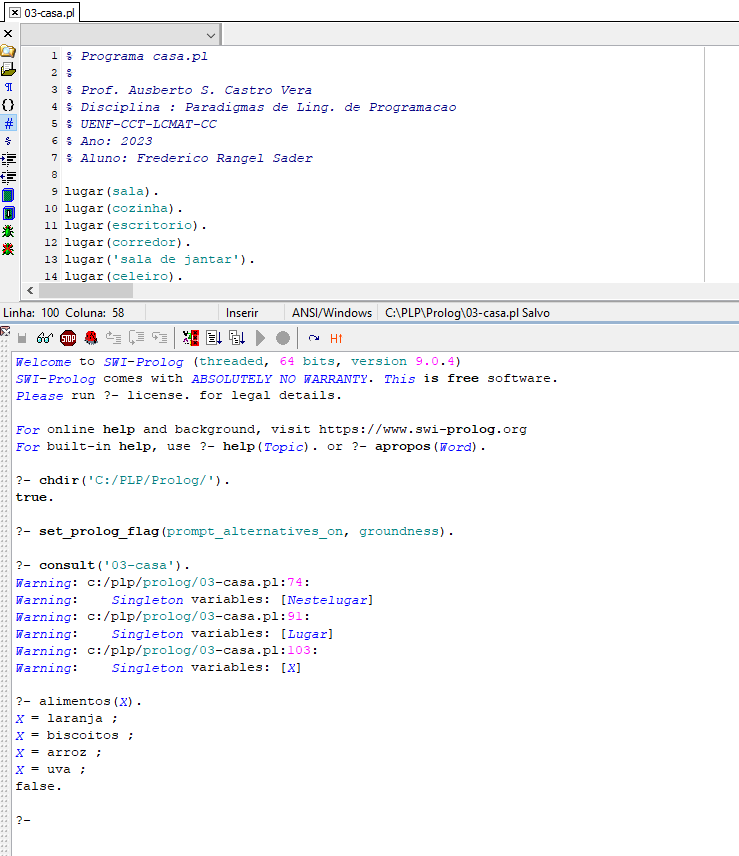 03-casa.pl
1 % Programa casa.pl
2 %
3 % Prof. Ausberto S. Castro Vera
4 % Disciplina : Paradigmas de Ling. de Programacao
5 % UENF-CCT-LCMAT-CC
6 % Ano: 2023
7 % Aluno: Frederico Rangel Sader
8
9 lugar(sala).
10 lugar(cozinha).
11 lugar(escritorio).
12 lugar(corredor).
13 lugar('sala de jantar').
14 lugar(celeiro).
Linha: 100 Coluna: 58 Inserir ANSI/Windows C:\PLP\Prolog\03-casa.pl Salvo
STOP
Welcome to SWI-Prolog (threaded, 64 bits, version 9.0.4)
SWI-Prolog comes with ABSOLUTELY NO WARRANTY. This is free software.
Please run ?- license. for legal details.
For online help and background, visit https://www.swi-prolog.org
For built-in help, use ?- help(Topic). or ?- apropos(Word).
?- chdir('C:/PLP/Prolog/').
true.
?- set_prolog_flag(prompt_alternatives_on, groundness).
?- consult('03-casa').
Warning: c:/plp/prolog/03-casa.pl:74:
Warning:    Singleton variables: [Nestelugar]
Warning: c:/plp/prolog/03-casa.pl:91:
Warning:    Singleton variables: [Lugar]
Warning: c:/plp/prolog/03-casa.pl:103:
Warning:    Singleton variables: [X]
?- alimentos(X).
X = laranja ;
X = biscoitos ;
X = arroz ;
X = uva ;
false.
?-